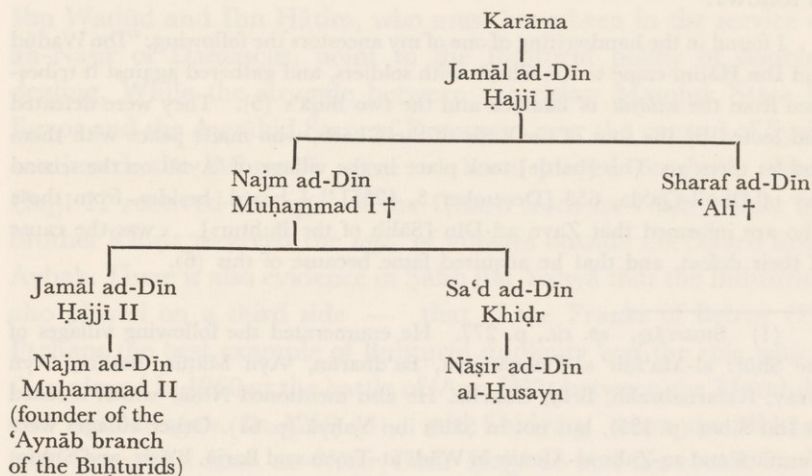 Karāma
Jamāl ad-Dīn
Ḥajjī I
Najm ad-Dīn
Muḥammad I †
Sharaf ad-Dīn
‘Alī †
Jamāl ad-Dīn
Ḥajjī II
Sa‘d ad-Dīn
Khiḍr
Najm ad-Dīn
Muḥammad II
(founder of the
‘Aynāb branch
of the Buḥturids)
Nāṣir ad-Dīn
al-Ḥusayn